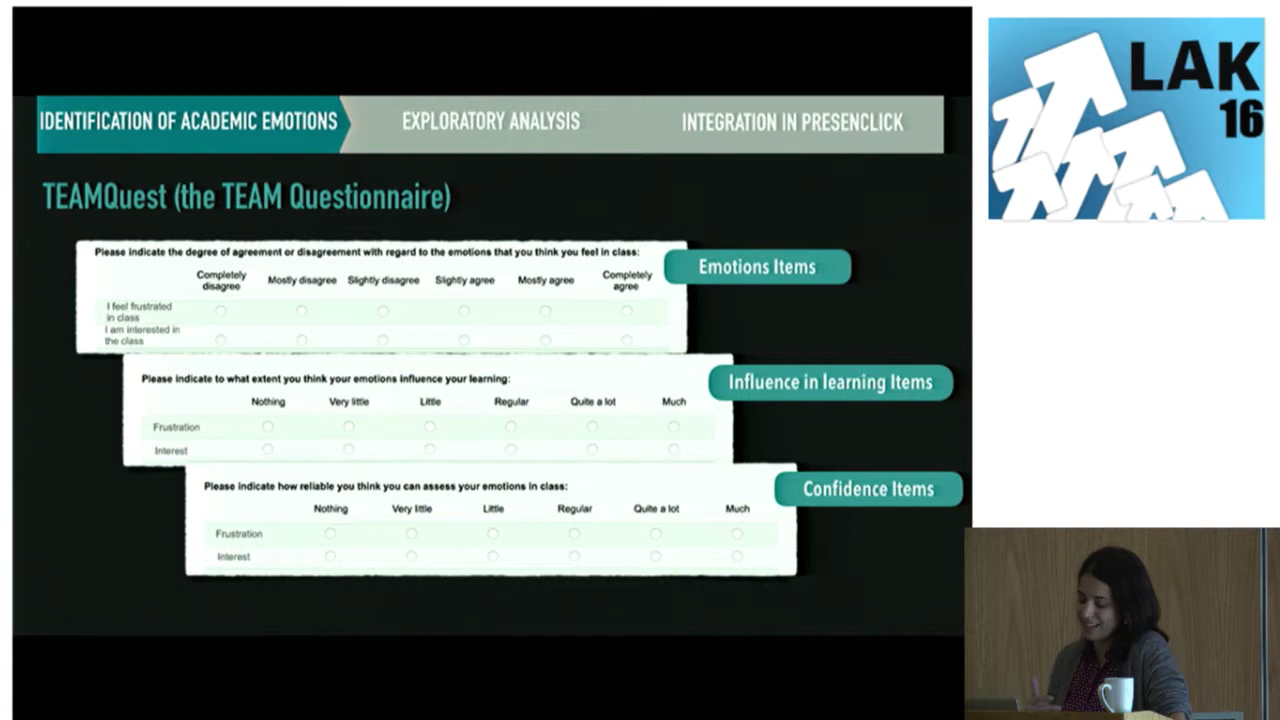 IDENTIFICATION OF ACADEMIC EMOTIONS
EXPLORATORY ANALYSIS
INTEGRATION IN PRESENCLICK
LAK
16
TEAMQuest (the TEAM Questionnaire)
Please indicate the degree of agreement or disagreement with regard to the emotions that you think you feel in class:
Emotions Items
Completely disagree Mostly disagree Slightly disagree Slightly agree Mostly agree Completely agree
I feel frustrated
in class
I am interested in
the class
Please indicate to what extent you think your emotions influence your learning:
Influence in learning Items
Nothing Very little Little Regular Quite a lot Much
Frustration
Interest
Please indicate how reliable you think you can assess your emotions in class:
Confidence Items
Nothing Very little Little Regular Quite a lot Much
Frustration
Interest